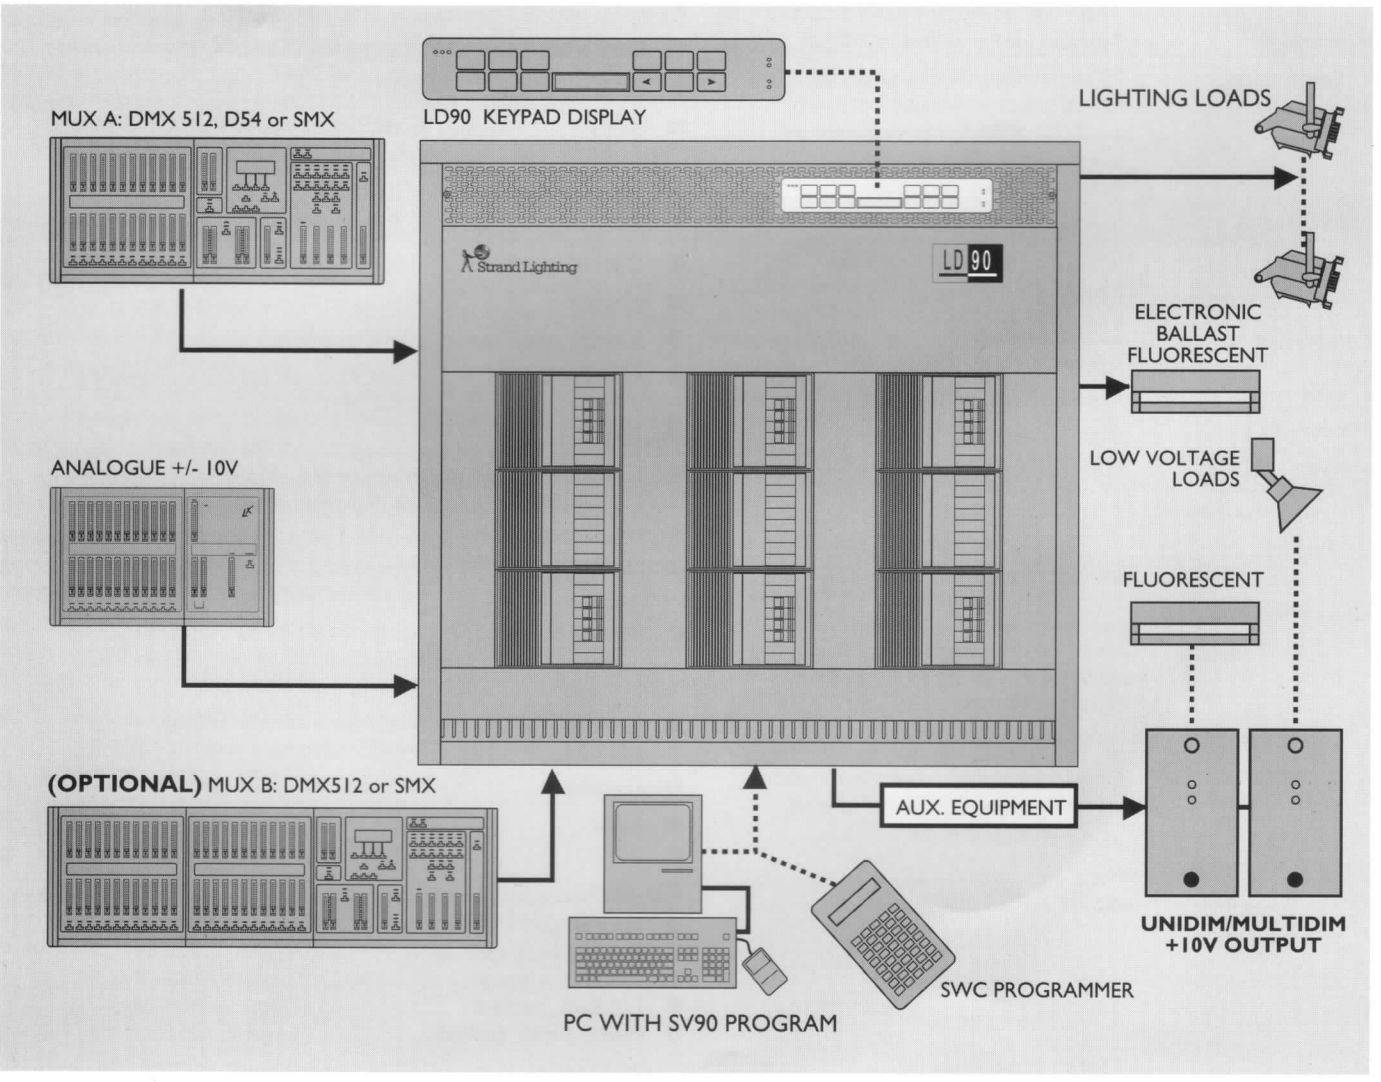 LD90 KEYPAD DISPLAY
MUX A: DMX 512, D54 or SMX
LIGHTING LOADS
Strand Lighting
LD 90
ELECTRONIC
BALLAST
FLUORESCENT
ANALOGUE +/- 10V
LOW VOLTAGE
LOADS
FLUORESCENT
(OPTIONAL) MUX B: DMX512 or SMX
AUX. EQUIPMENT
UNIDIM/MULTIDIM
+10V OUTPUT
SWC PROGRAMMER
PC WITH SV90 PROGRAM